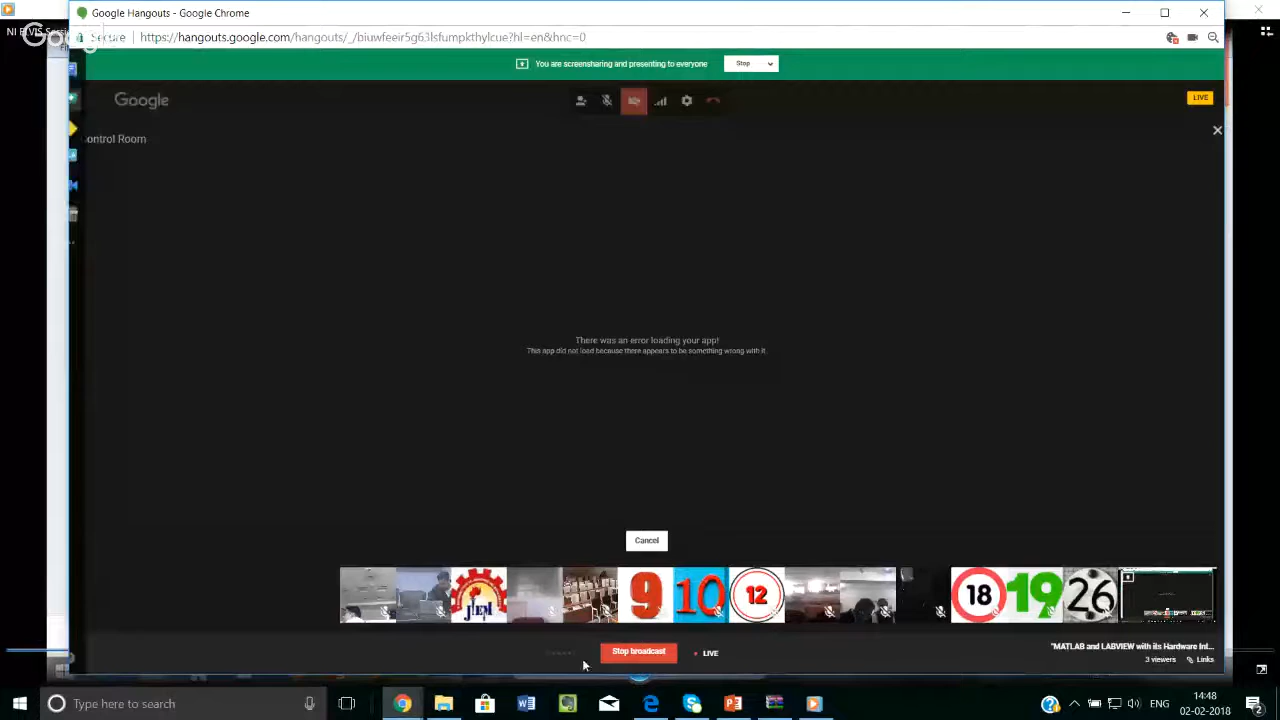 Google Hangouts - Google Chrome
NI ELVIS
Secure
https://hangouts.google.com/hangouts/_/biuwfeeir5g63lsfumpkthylcue?hl=en&hnc=0
You are screensharing and presenting to everyone
Stop
Google
LIVE
ontrol Room
There was an error loading your app!
This app did not load because there appears to be something wrong with it.
Cancel
9
10
12
18
19
26
Stop broadcast
LIVE
"MATLAB and LABVIEW with its Hardware Int...
3 viewers
Links
Type here to search
ENG
14:48
02-02-2018
2